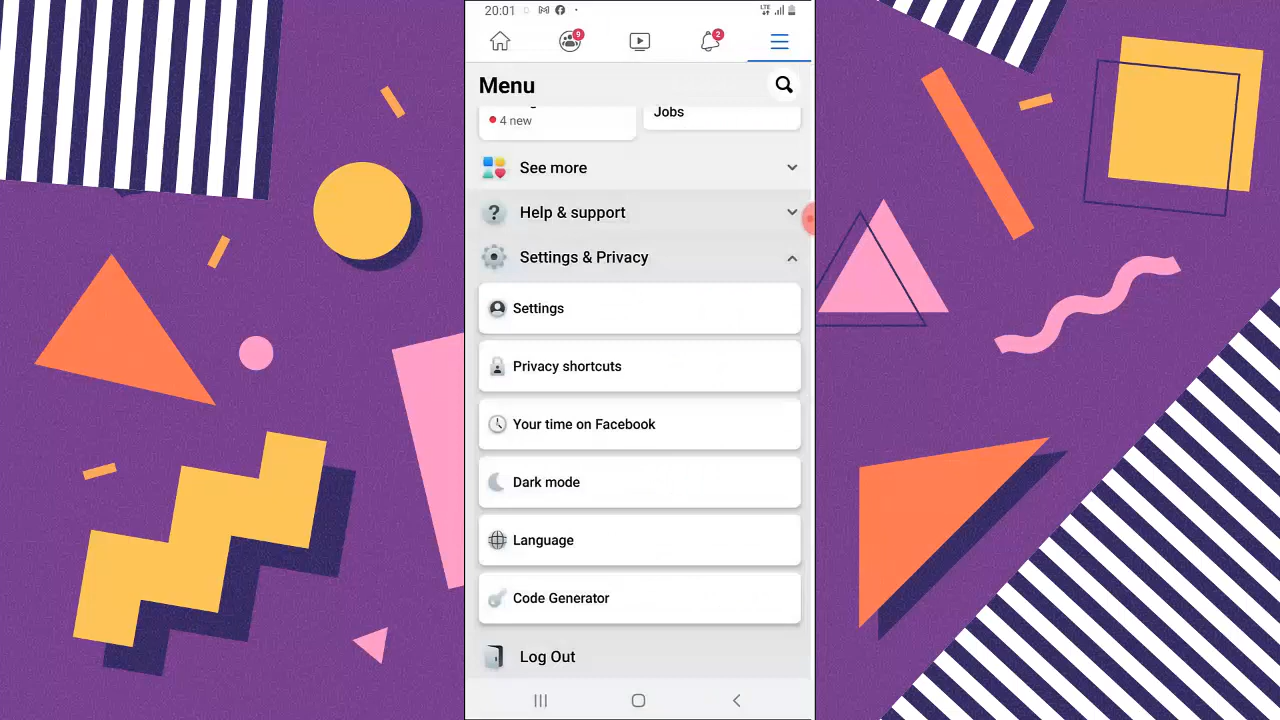 20:01
LTE
9
2
Menu
4 new
Jobs
See more
Help & support
Settings & Privacy
Settings
Privacy shortcuts
Your time on Facebook
Dark mode
Language
Code Generator
Log Out